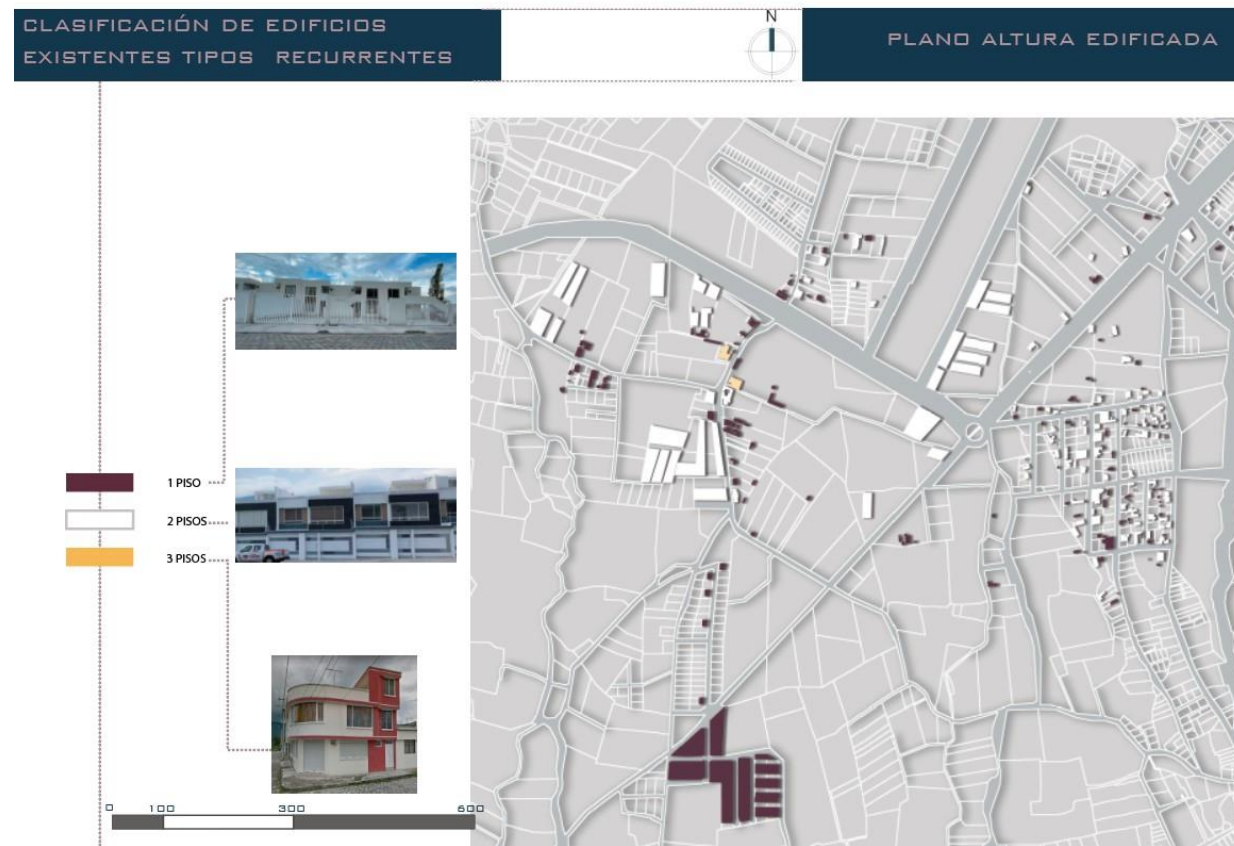 CLASIFICACIÓN DE EDIFICIOS
EXISTENTES TIPOS RECURRENTES
N
PLANO ALTURA EDIFICADA
1 PISO
2 PISOS
3 PISOS
0 100 300 600